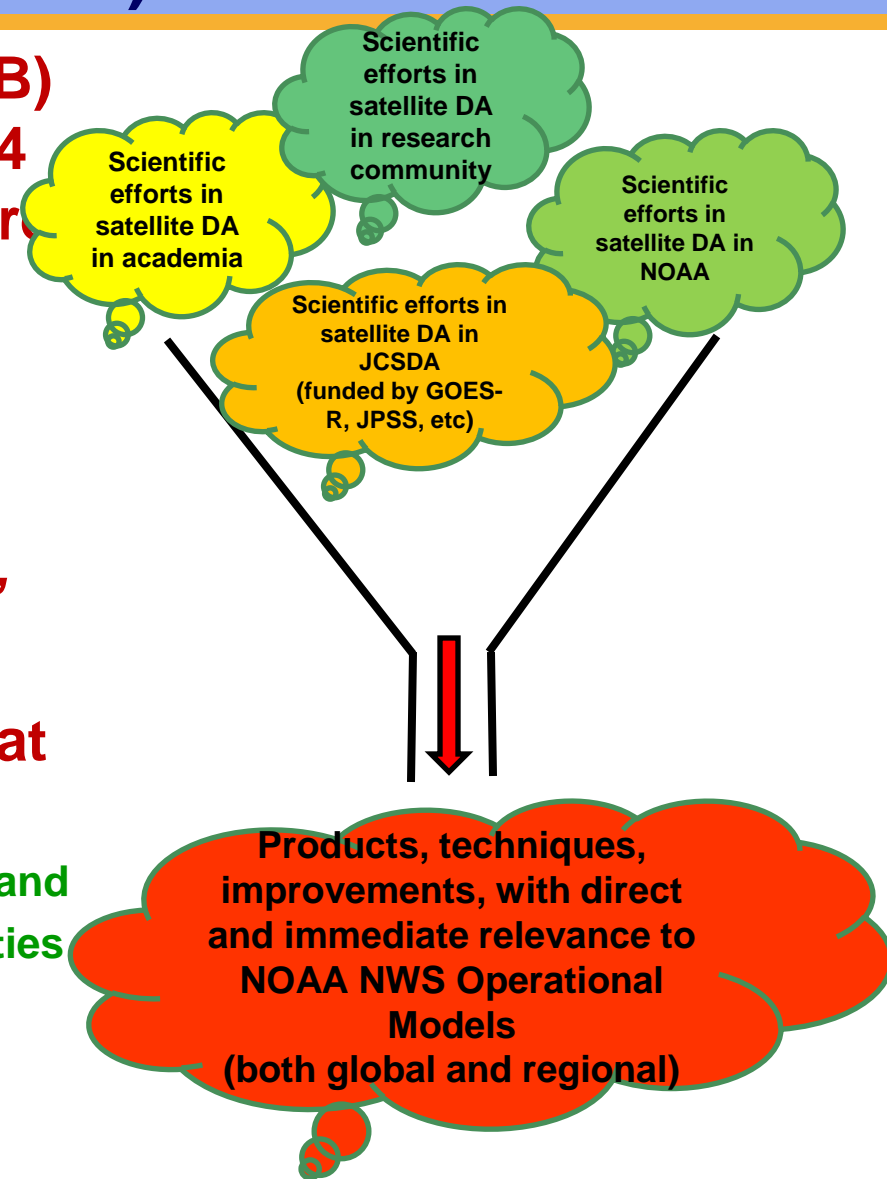 )
B)
4
Scientific
efforts in
satellite DA
in research
community
Scientific
efforts in
satellite DA
in academia
Scientific
efforts in
satellite DA in
NOAA
Scientific efforts in
satellite DA in
JCSDA
(funded by GOES-
R, JPSS, etc)
,
at
and
ties
Products, techniques,
improvements, with direct
and immediate relevance to
NOAA NWS Operational
Models
(both global and regional)